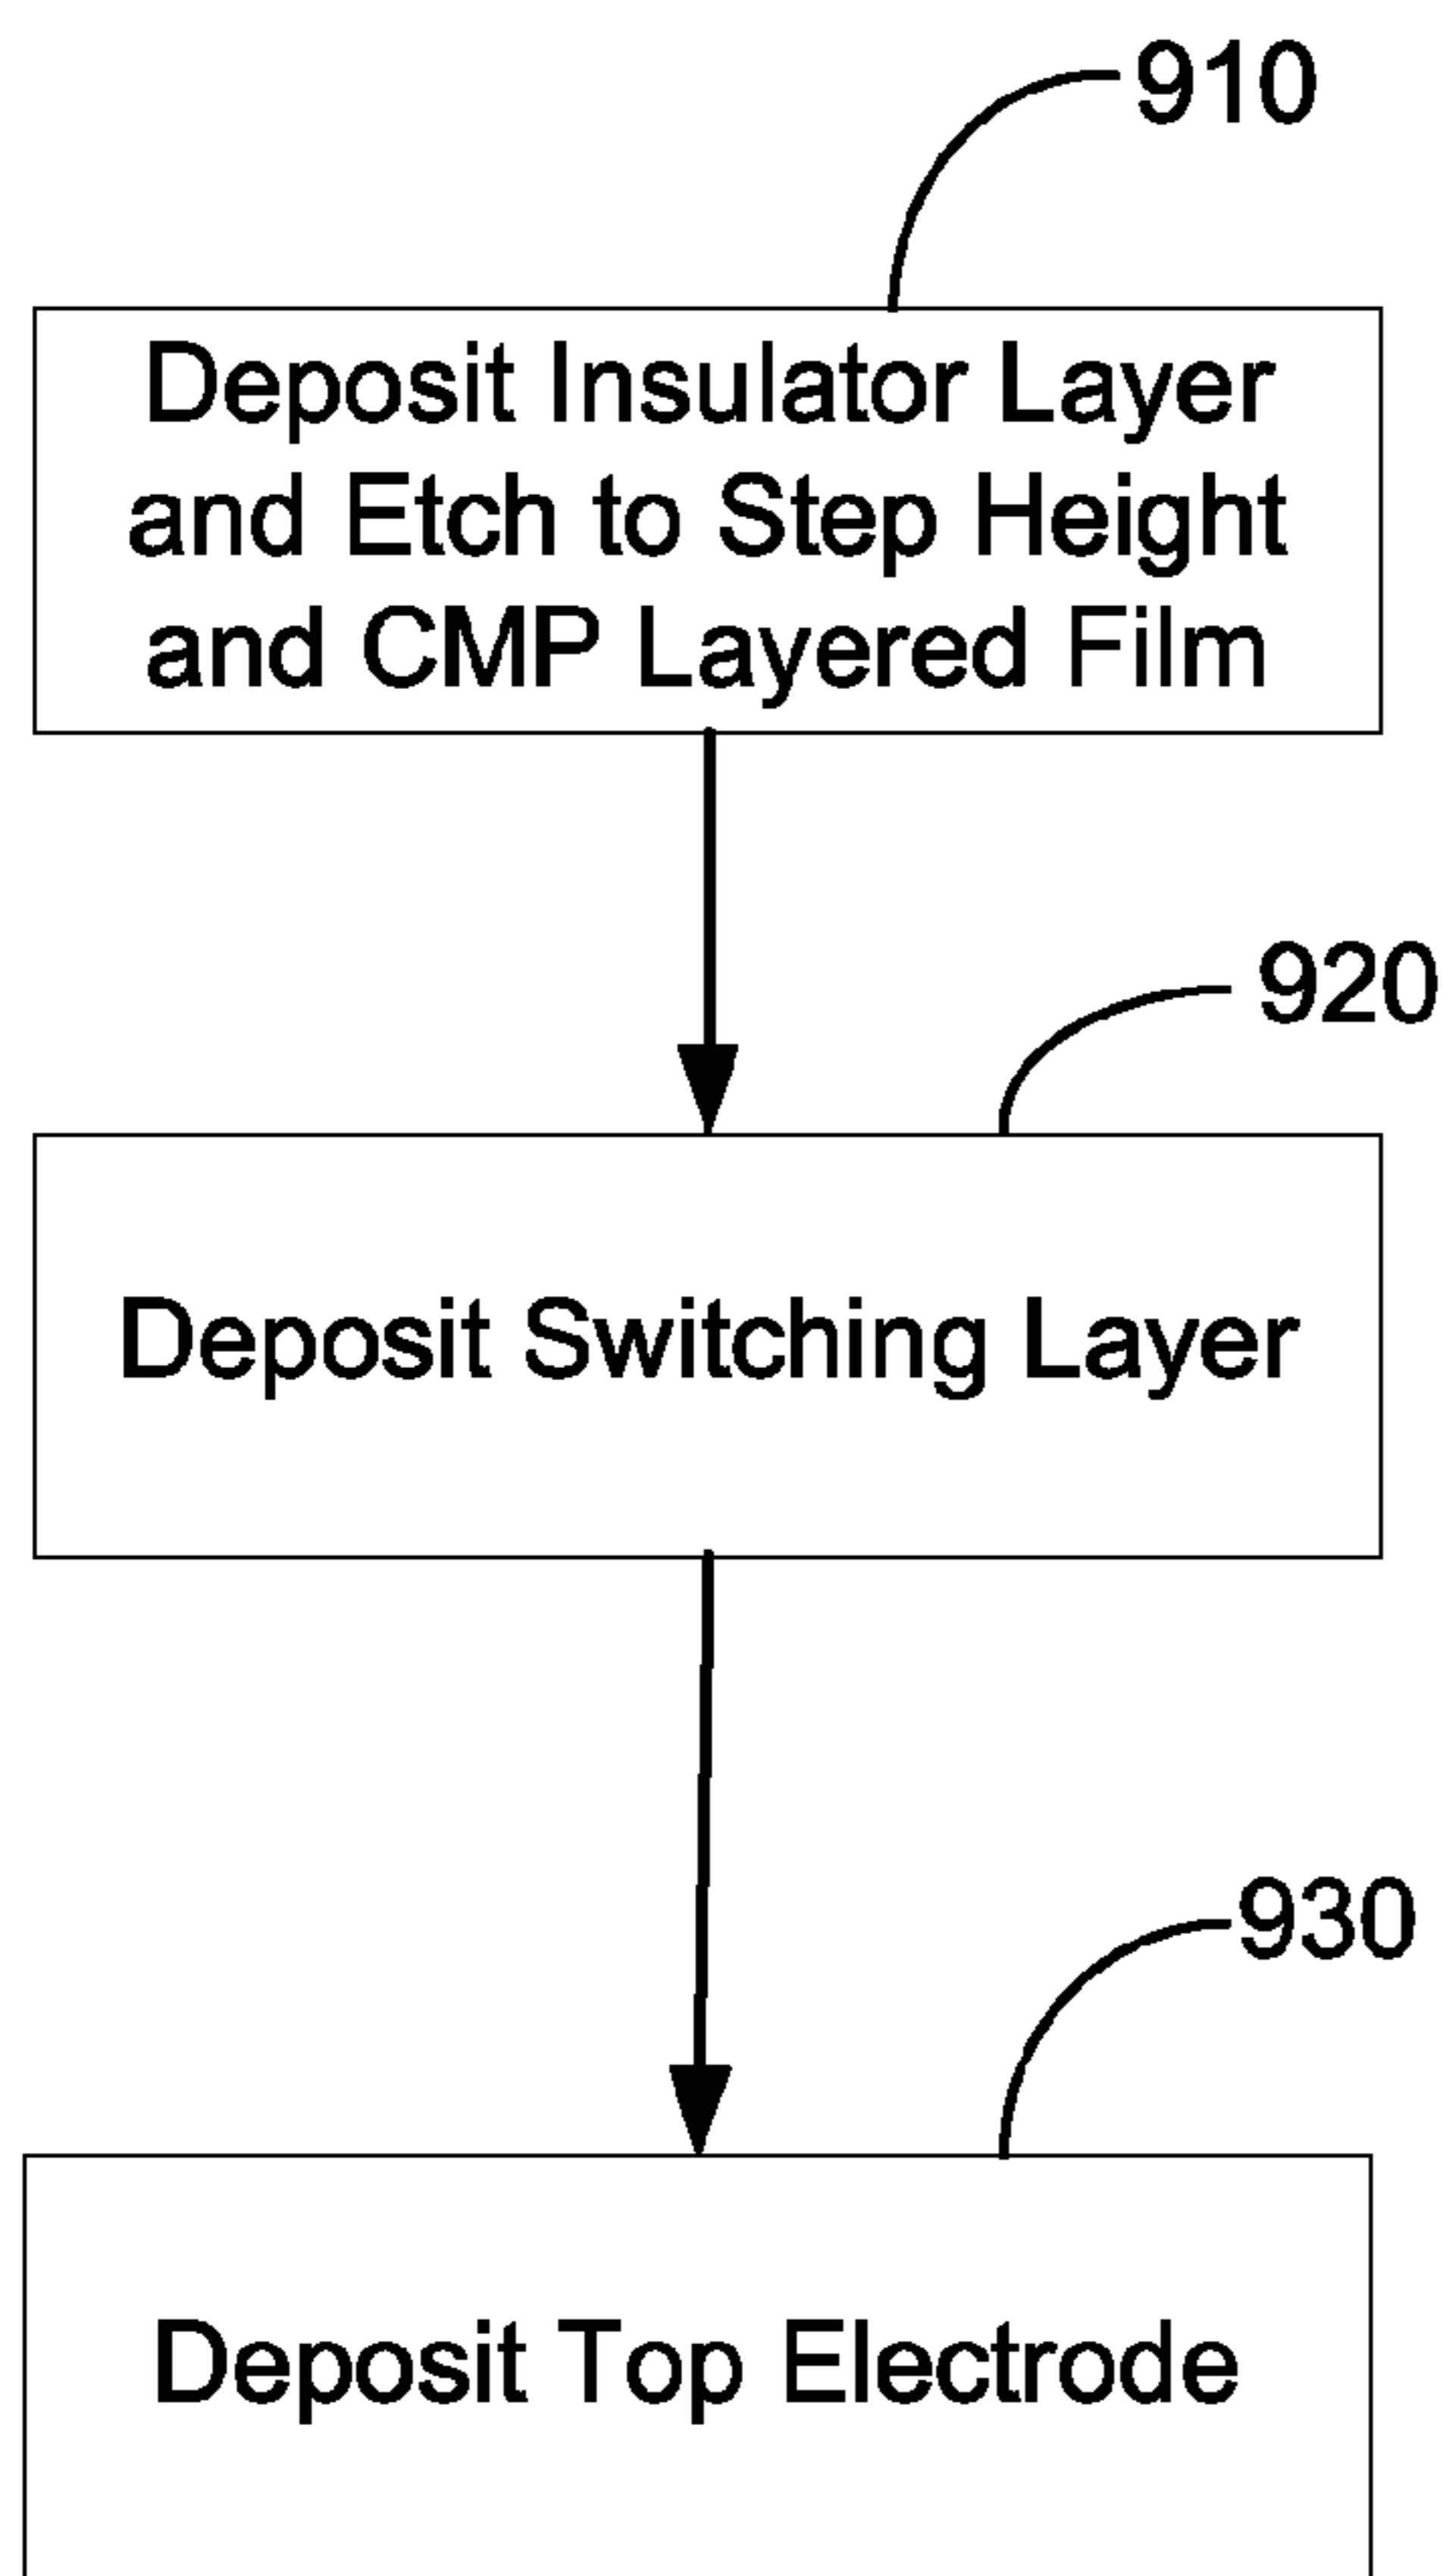 910
Deposit Insulator Layer
and Etch to Step Height
and CMP Layered Film
920
Deposit Switching Layer
930
Deposit Top Electrode